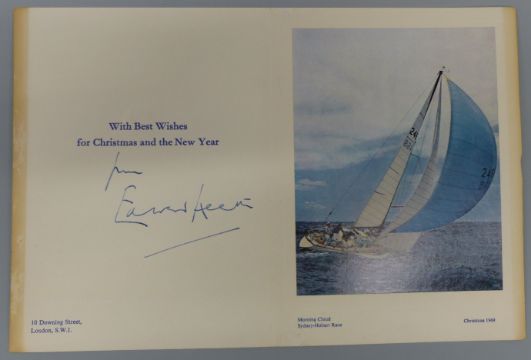 With Best Wishes
for Christmas and the New Year
from
Edward Heath
10 Downing Street,
London, S.W.1.
Morning Cloud
Sydney-Hobart Race
Christmas